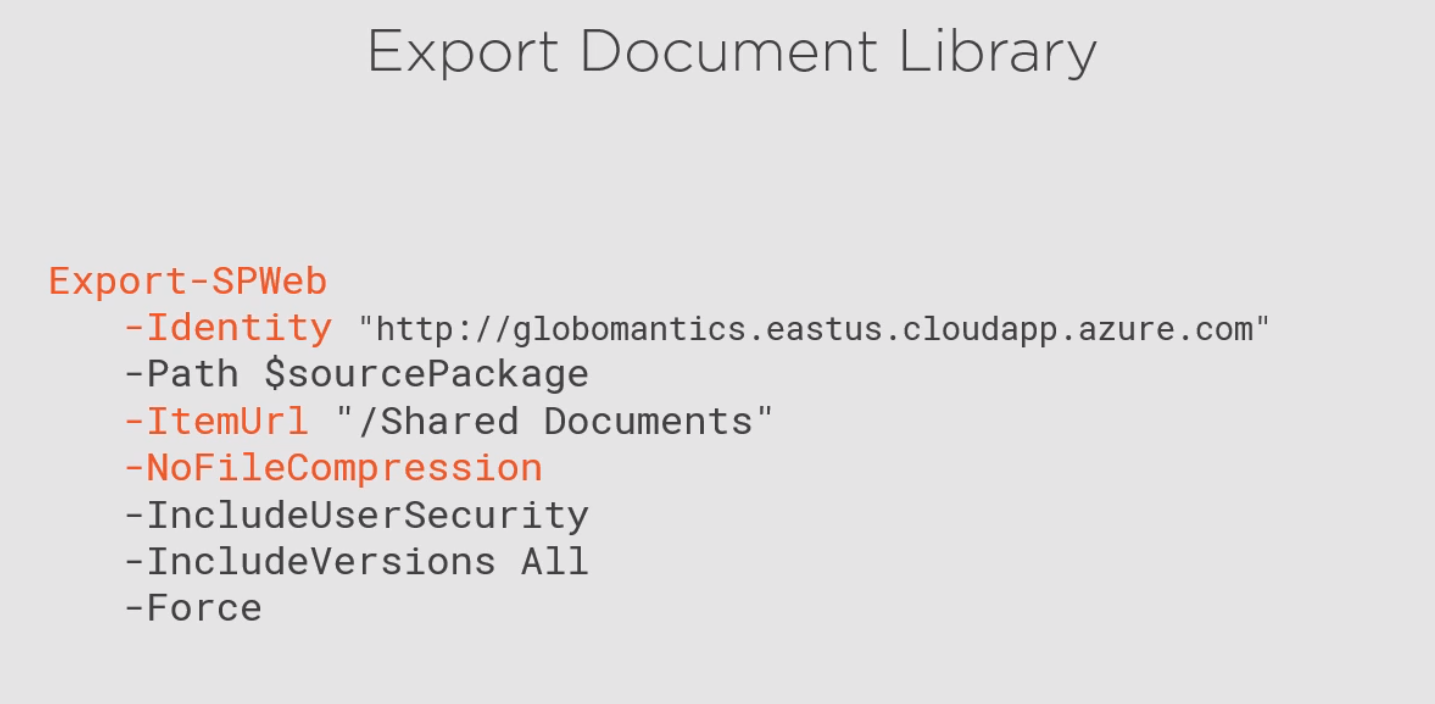 Export Document Library
Export-SPWeb
-Identity "http://globomantics.eastus.cloudapp.azure.com"
-Path $sourcePackage
-ItemUrl "/Shared Documents"
-NoFileCompression
-IncludeUserSecurity
-IncludeVersions All
-Force